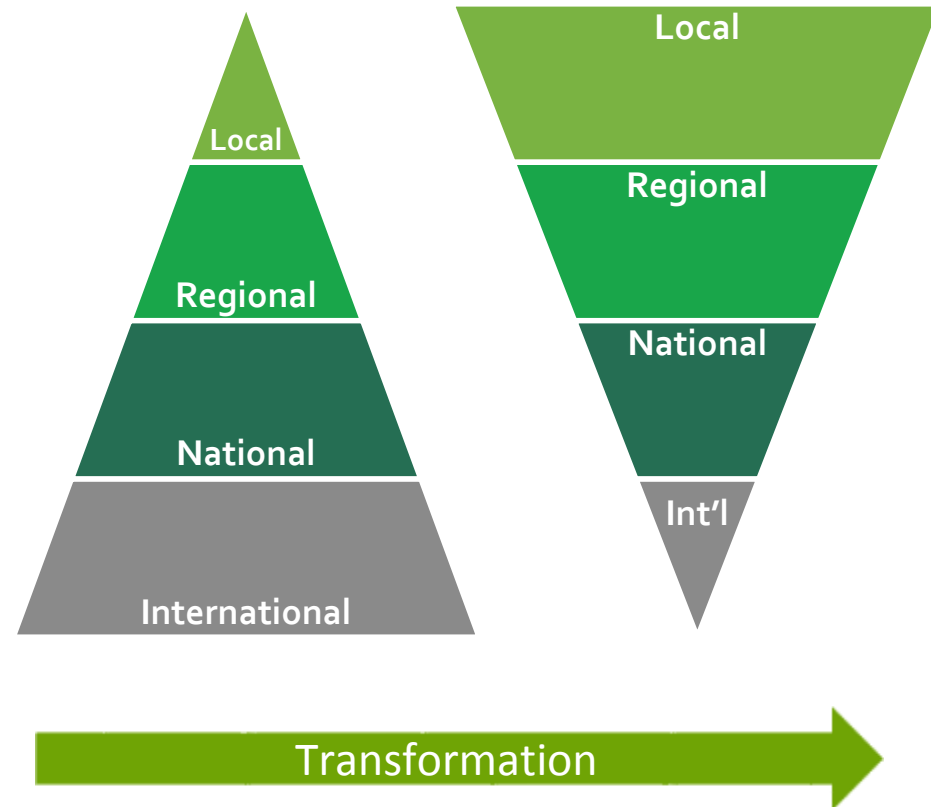 Local
Regional
National
International
Local
Regional
National
Int’l
Transformation